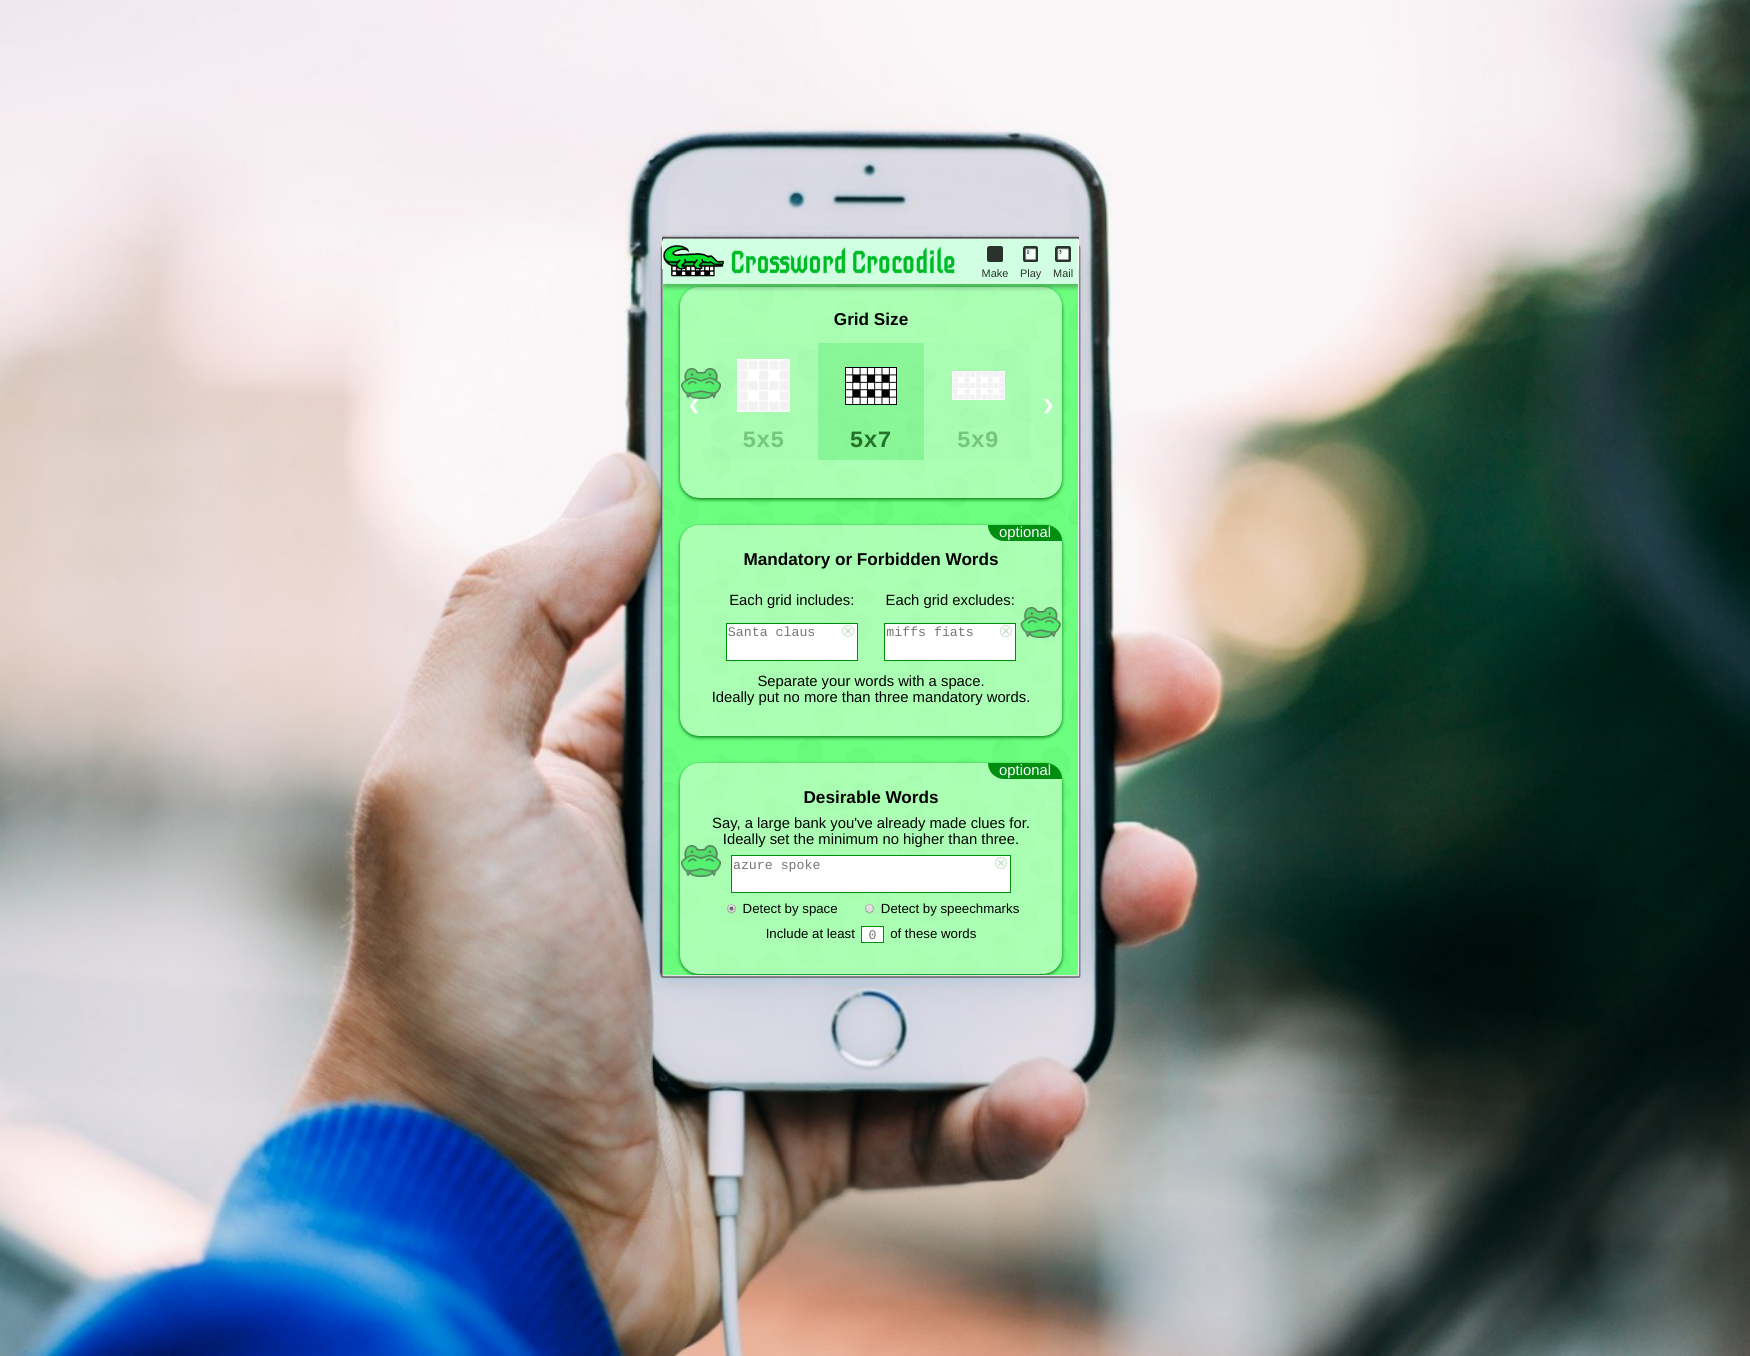 Crossword Crocodile
Make Play Mail
Grid Size
5x5 5x7 5x9
optional
Mandatory or Forbidden Words
Each grid includes: Each grid excludes:
Santa claus miffs fiats
Separate your words with a space.
Ideally put no more than three mandatory words.
optional
Desirable Words
Say, a large bank you've already made clues for.
Ideally set the minimum no higher than three.
azure spoke
Detect by space Detect by speechmarks
Include at least 0 of these words